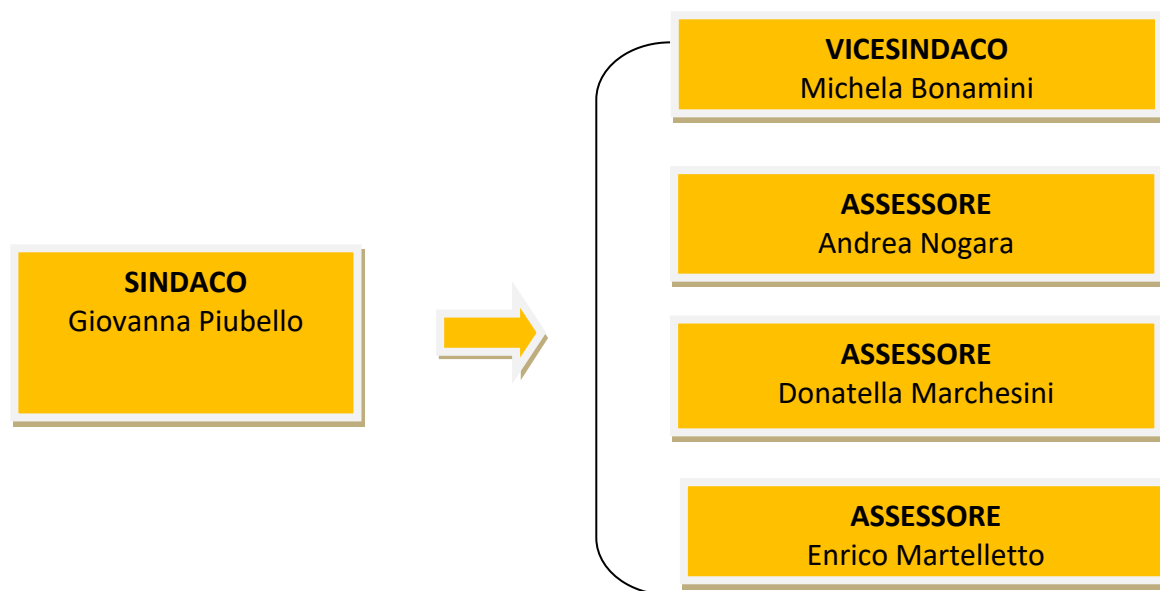 SINDACO
Giovanna Piubello
VICESINDACO
Michela Bonamini
ASSESSORE
Andrea Nogara
ASSESSORE
Donatella Marchesini
ASSESSORE
Enrico Martelletto